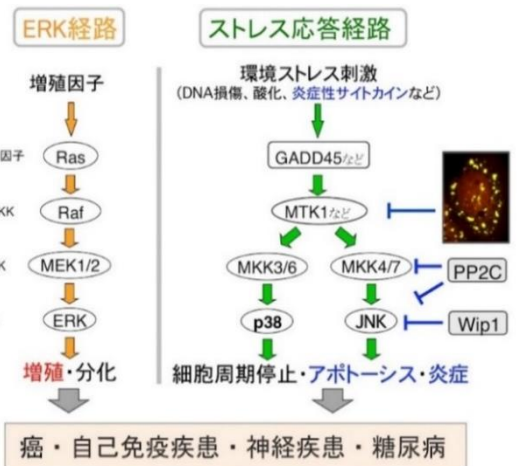 ERK経路
ストレス応答経路
増殖因子
環境ストレス刺激
(DNA損傷、酸化、炎症性サイトカインなど)
因子
Ras
GADD45など
KK
Raf
MTK1など
K
MEK1/2
MKK3/6
MKK4/7
PP2C
ERK
p38
JNK
Wip1
増殖・分化
細胞周期停止・アポトーシス・炎症
癌・自己免疫疾患・神経疾患・糖尿病